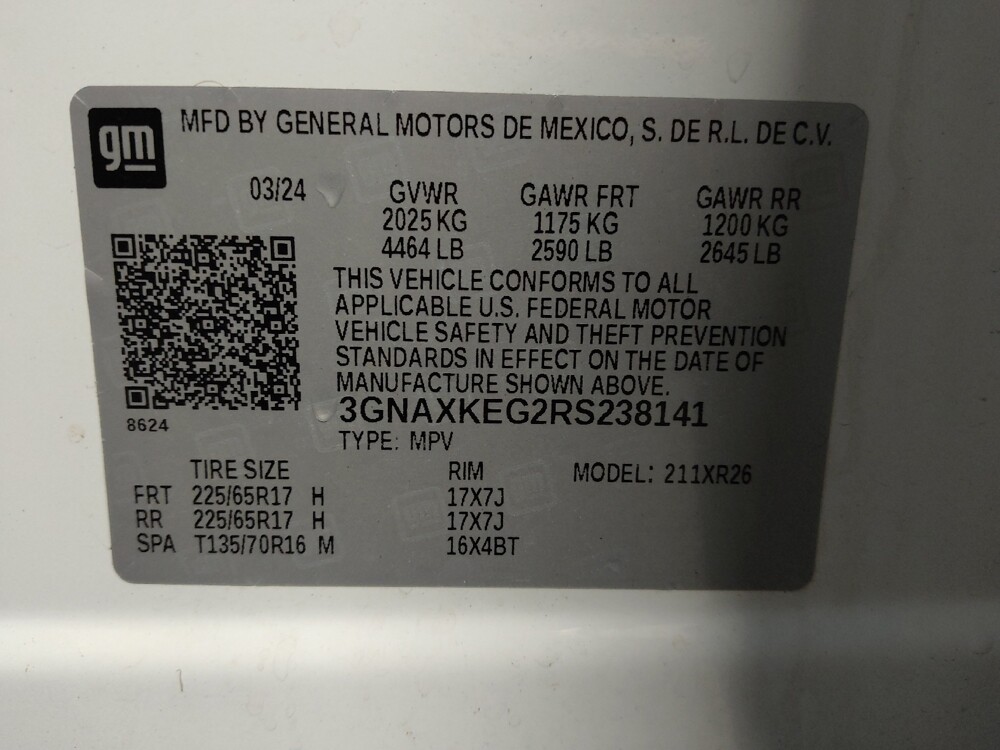 gm
MFD BY GENERAL MOTORS DE MEXICO, S. DE R.L. DE C.V.
03/24 GVWR GAWR FRT GAWR RR
2025 KG 1175 KG 1200 KG
4464 LB 2590 LB 2645 LB
THIS VEHICLE CONFORMS TO ALL
APPLICABLE U.S. FEDERAL MOTOR
VEHICLE SAFETY AND THEFT PREVENTION
STANDARDS IN EFFECT ON THE DATE OF
MANUFACTURE SHOWN ABOVE.
3GNAXKEG2RS238141
8624
TYPE: MPV
TIRE SIZE RIM MODEL: 211XR26
FRT 225/65R17 H 17X7J
RR 225/65R17 H 17X7J
SPA T135/70R16 M 16X4BT